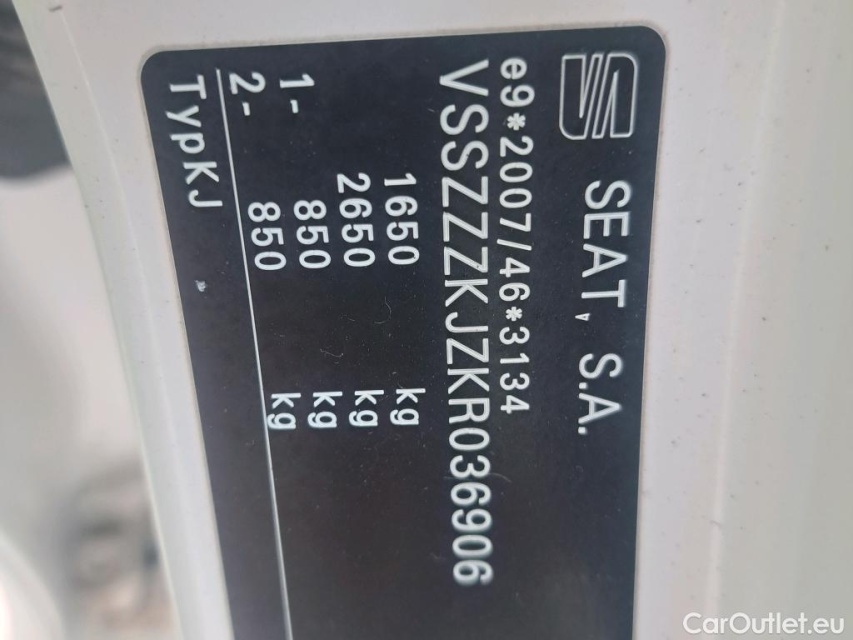 SEAT, S.A.
e9*2007/46*3134
VSSZZZKJZKR036906
1650 kg
2650 kg
1- 850 kg
2- 850 kg
TypKJ
CarOutlet.eu